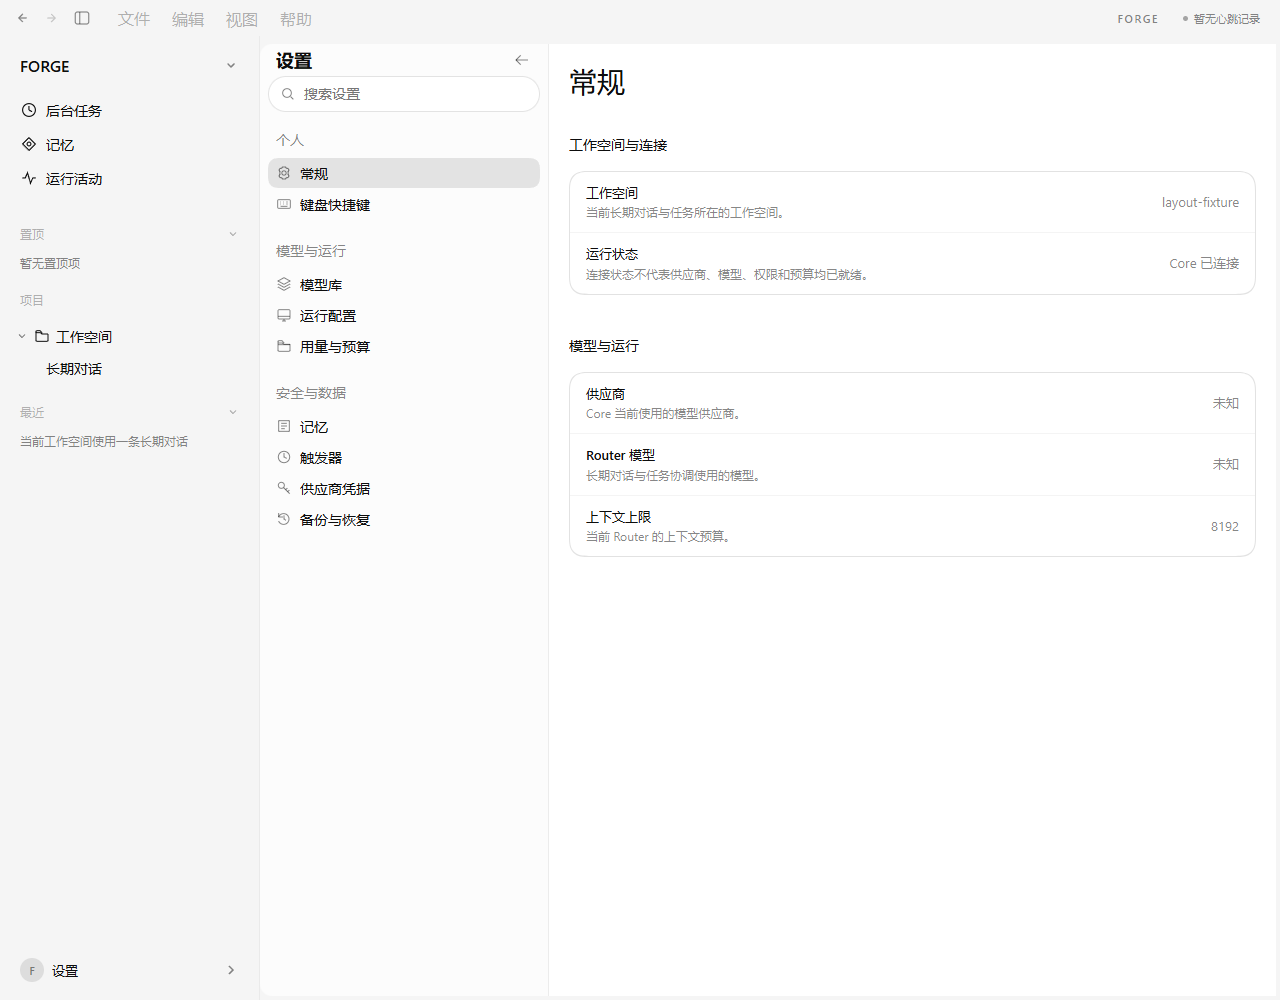 文件 编辑 视图 帮助
FORGE
暂无心跳记录
FORGE
后台任务
记忆
运行活动
置顶
暂无置顶项
项目
工作空间
长期对话
最近
当前工作空间使用一条长期对话
F 设置
设置
搜索设置
个人
常规
键盘快捷键
模型与运行
模型库
运行配置
用量与预算
安全与数据
记忆
触发器
供应商凭据
备份与恢复
常规
工作空间与连接
工作空间
当前长期对话与任务所在的工作空间。
layout-fixture
运行状态
连接状态不代表供应商、模型、权限和预算均已就绪。
Core 已连接
模型与运行
供应商
Core 当前使用的模型供应商。
未知
Router 模型
长期对话与任务协调使用的模型。
未知
上下文上限
当前 Router 的上下文预算。
8192